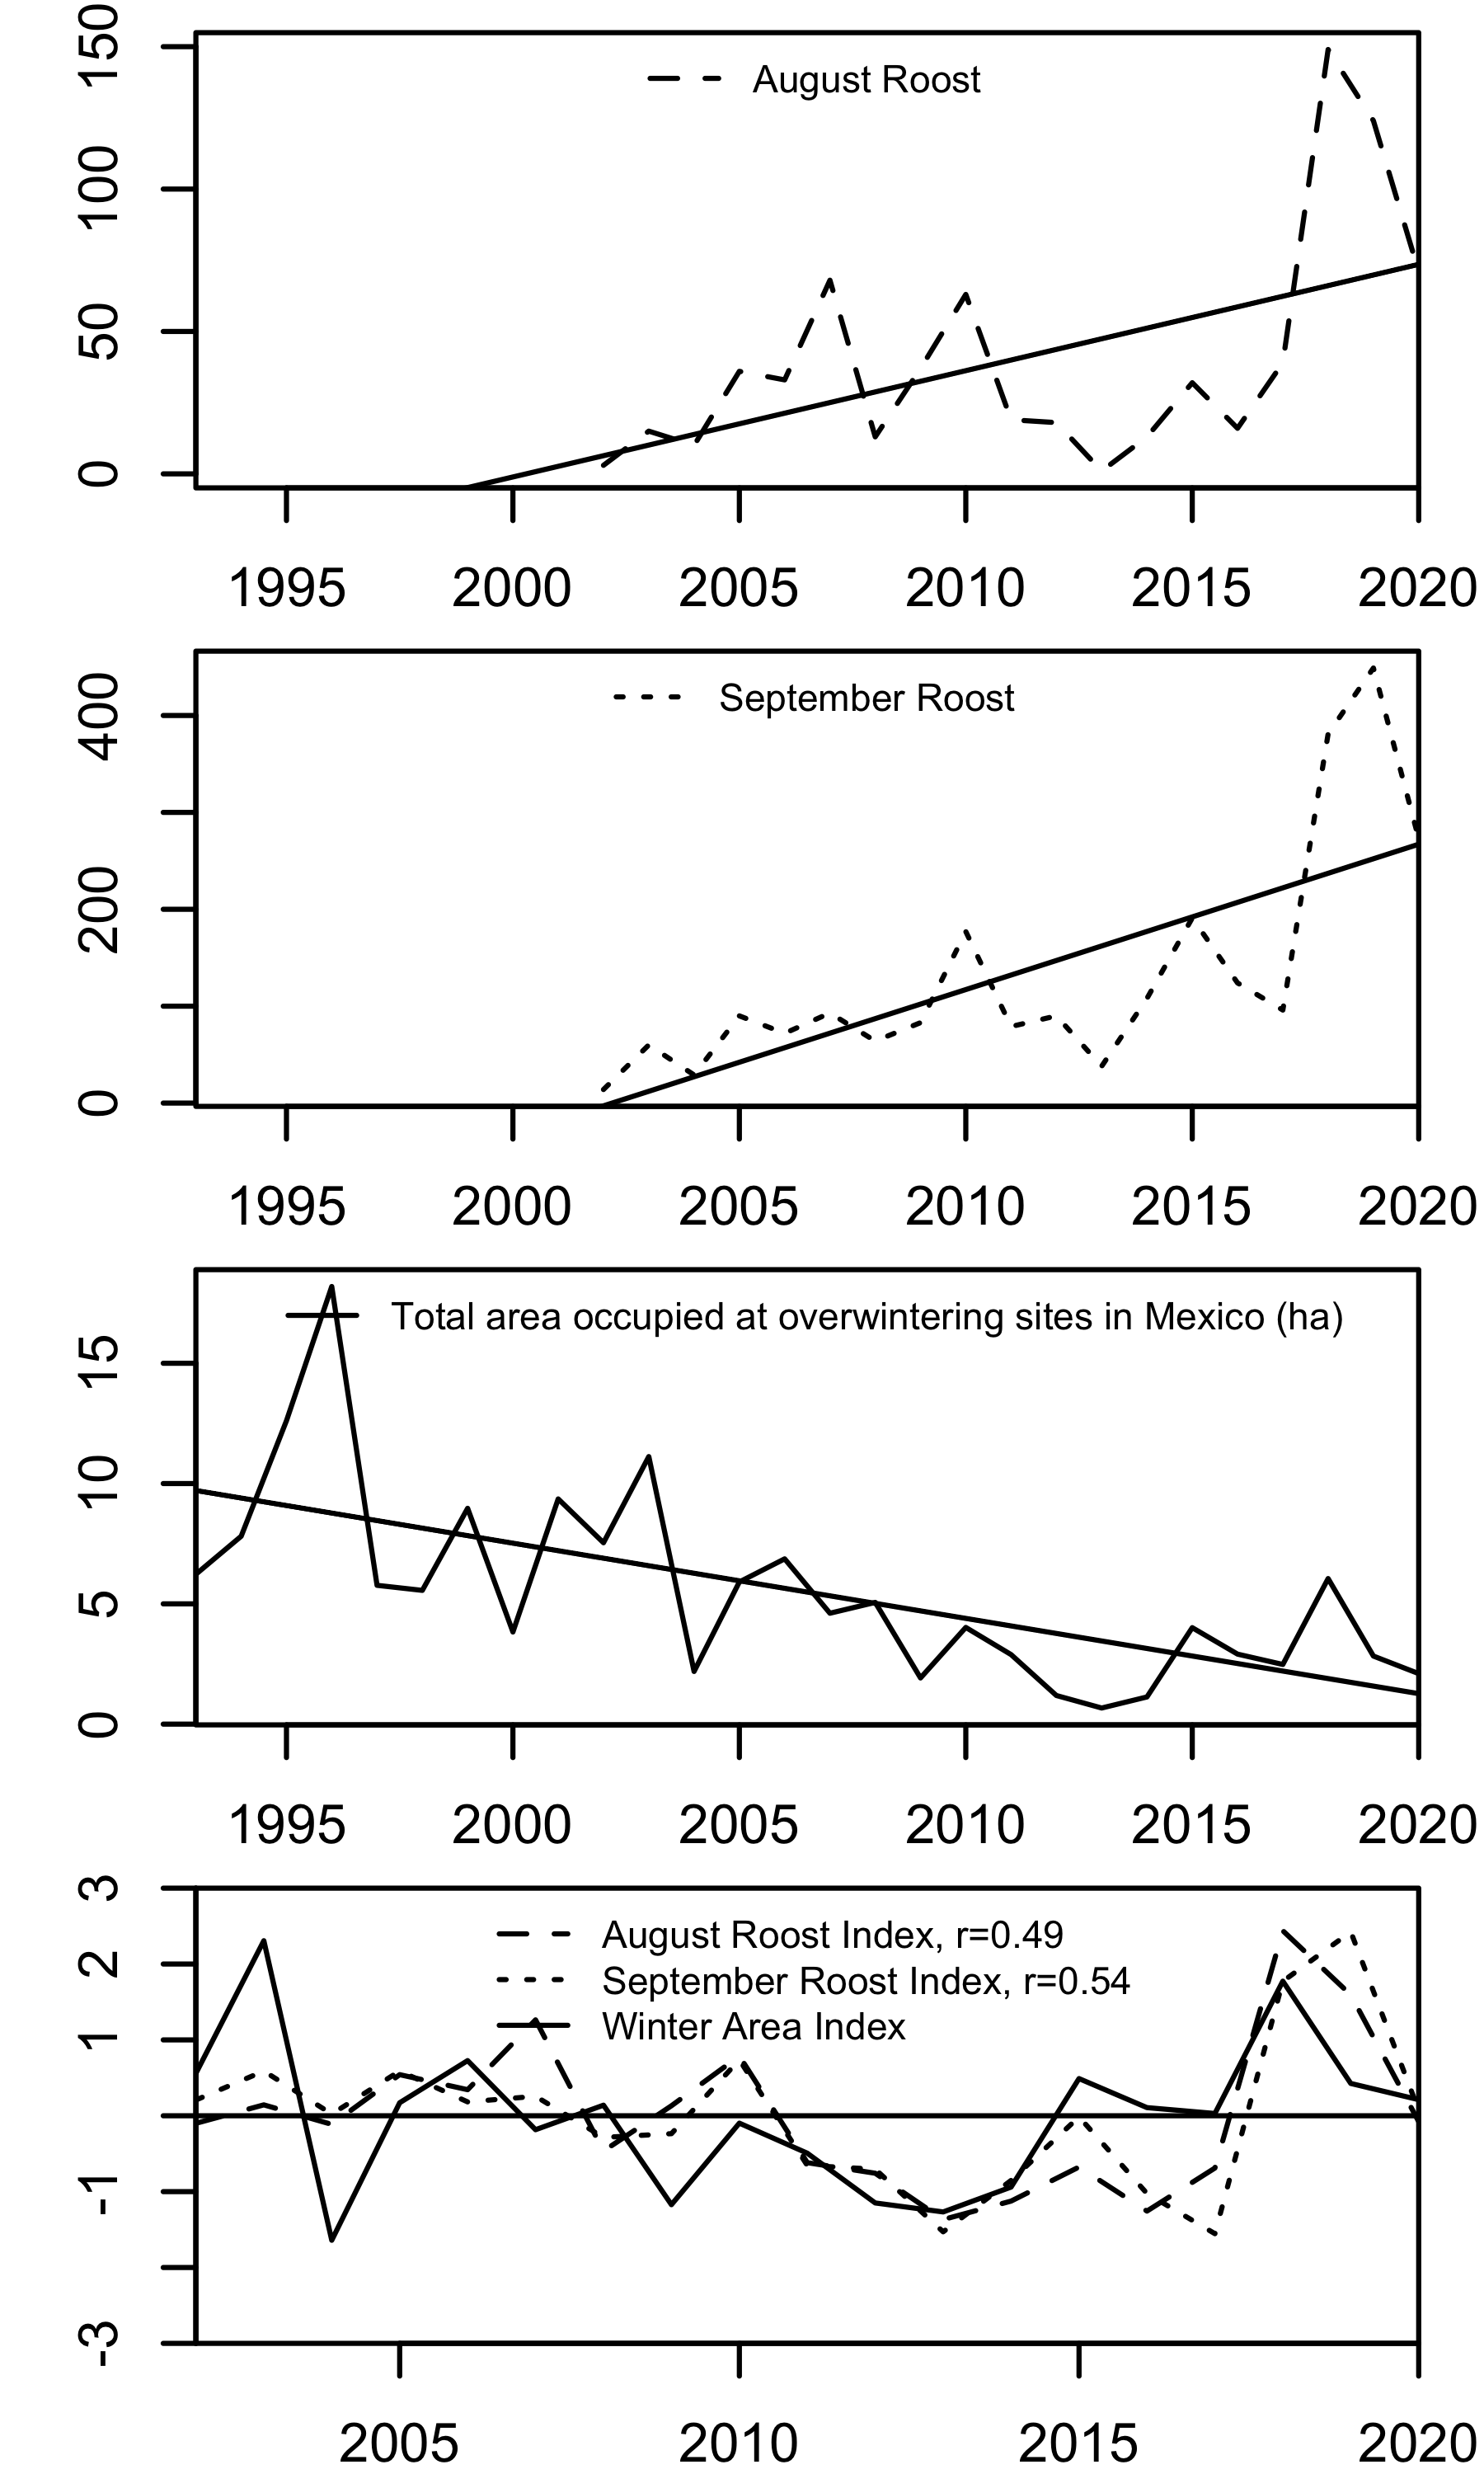 August Roost
150
100
50
0
1995 2000 2005 2010 2015 2020
September Roost
400
200
0
1995 2000 2005 2010 2015 2020
Total area occupied at overwintering sites in Mexico (ha)
15
10
5
0
1995 2000 2005 2010 2015 2020
3
August Roost Index, r=0.49
2
September Roost Index, r=0.54
Winter Area Index
1
-1
-3
2005 2010 2015 2020